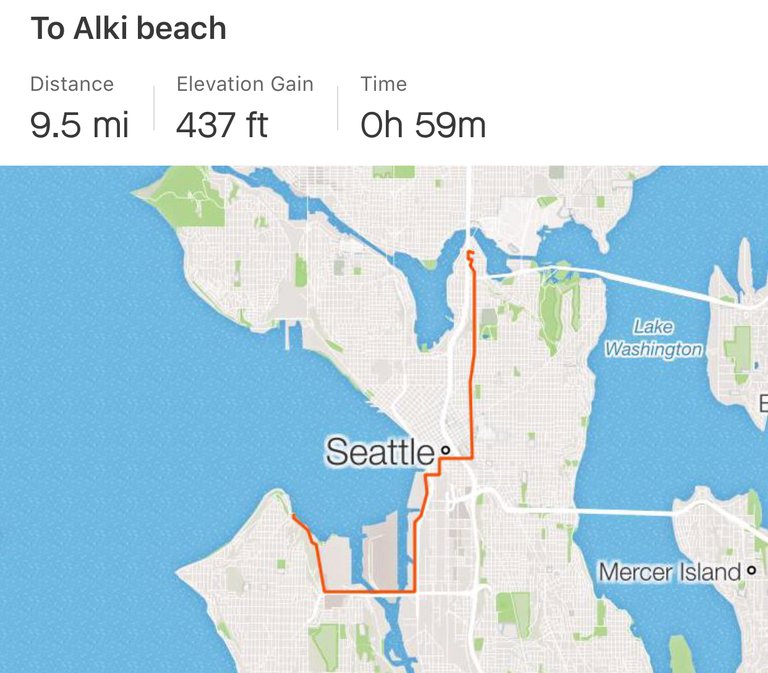 To Alki beach
Distance
Elevation Gain
Time
9.5 mi
437 ft
0h 59m
Lake
Washington
Seattle
Mercer Island